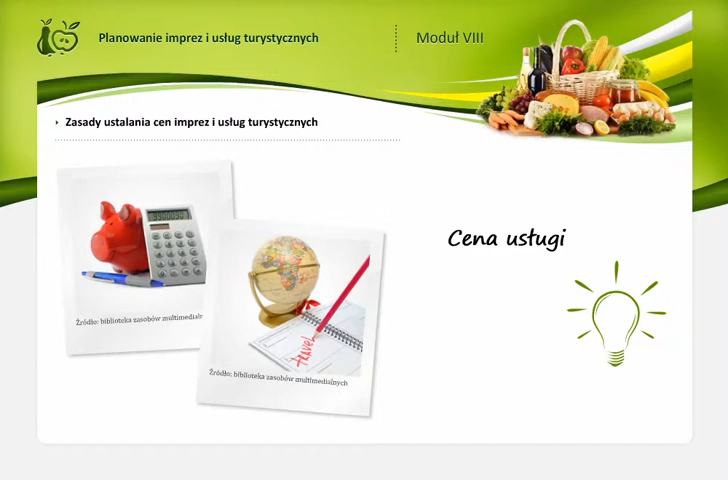 Planowanie imprez i usług turystycznych
Moduł VIII
Zasady ustalania cen imprez i usług turystycznych
Cena usługi
Źródło: biblioteka zasobów
Źródło: biblioteka zasobów multimedialnych
travel